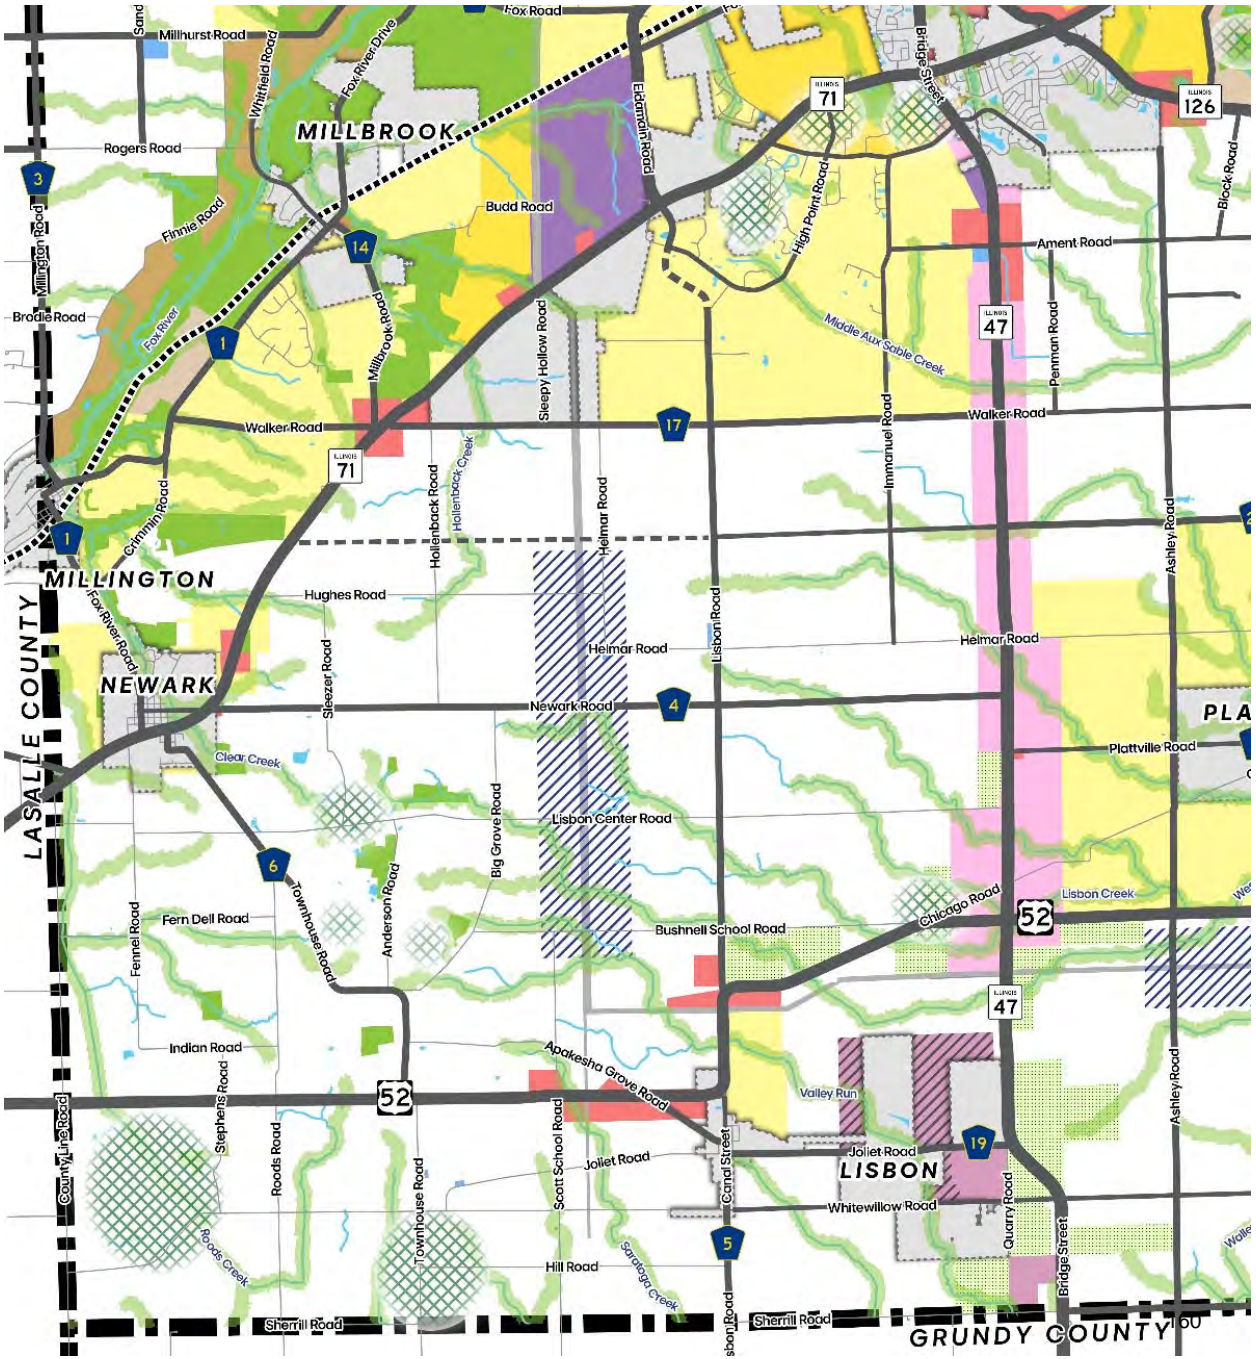 Fox Road
Millhurst Road
Whitfield Road
Fox River Drive
Bridge Street
3
Rogers Road
MILLBROOK
Eldamain Road
ILLINOIS
71
ILLINOIS
126
Block Road
Millington Road
Finnie Road
14
Budd Road
High Point Road
Ament Road
Brodie Road
Fox River
1
Millbrook Road
Sleepy Hollow Road
Middle Aux Sable Creek
ILLINOIS
47
Penman Road
Walker Road
17
Walker Road
ILLINOIS
71
Hollenback Road
Hollenback Creek
Helmar Road
Immanuel Road
Ashley Road
Crimmin Road
1
MILLINGTON
Fox River Road
Hughes Road
Sleezer Road
Helmar Road
Lisbon Road
Helmar Road
LASALLE COUNTY
NEWARK
Newark Road
4
PLA
Plattville Road
Clear Creek
Big Grove Road
Lisbon Center Road
6
Townhouse Road
Anderson Road
Fennel Road
Fern Dell Road
Bushnell School Road
Chicago Road
52
Lisbon Creek
ILLINOIS
47
Indian Road
Stephens Road
Apakesha Grove Road
Valley Run
52
County Line Road
Roods Road
Townhouse Road
Scott School Road
Joliet Road
Canal Street
Joliet Road
19
LISBON
Whitewillow Road
Quarry Road
Bridge Street
Ashley Road
Roods Creek
Hill Road
Saratoga Creek
5
Sherrill Road
Sherrill Road
GRUNDY COUNTY
160